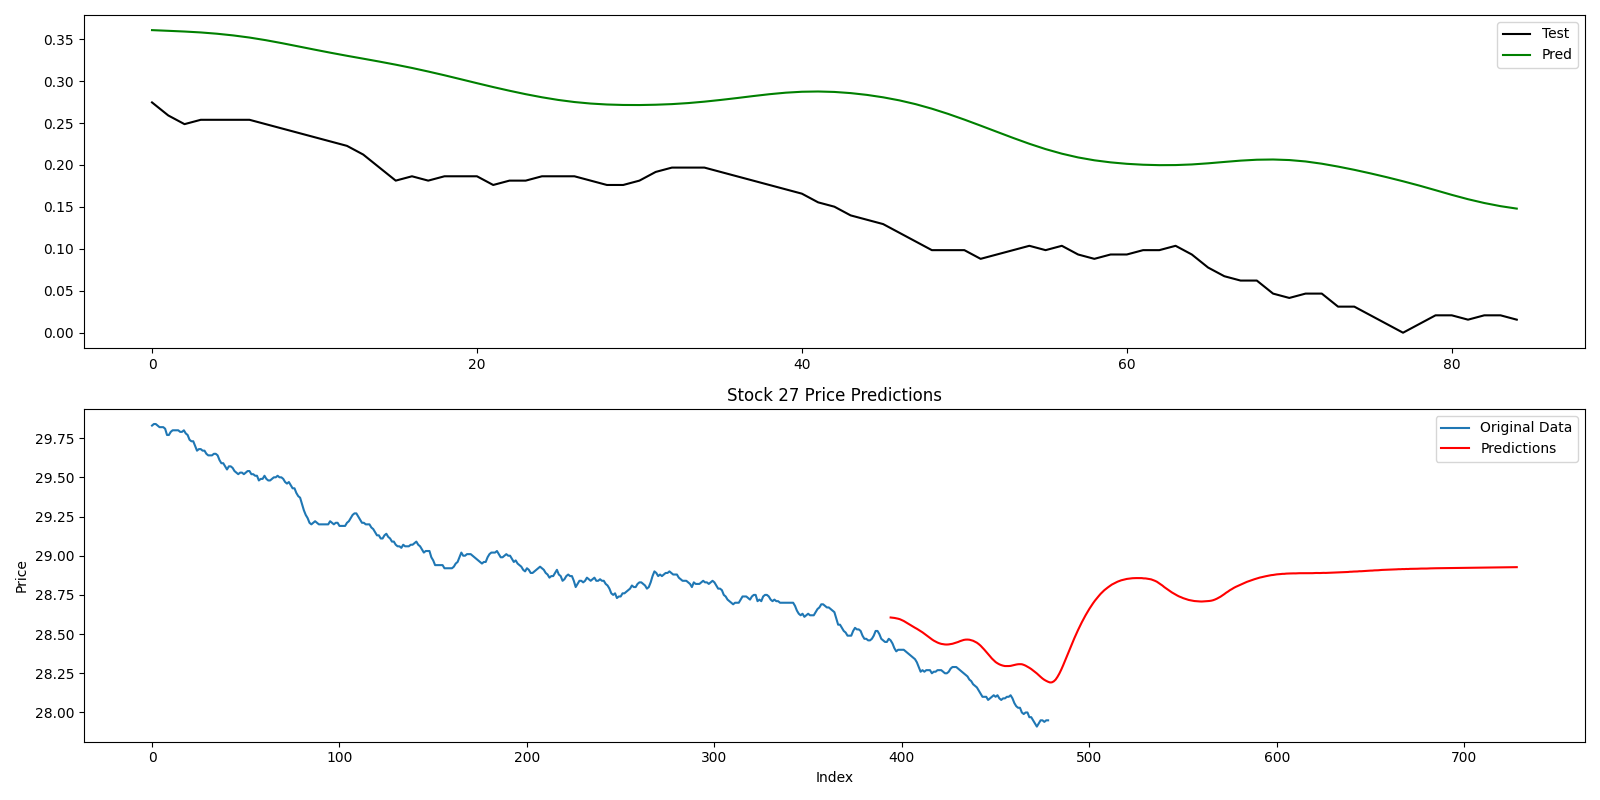 0.35
0.30
0.25
0.20
0.15
0.10
0.05
0.00
Test
Pred
0 20 40 60 80
Stock 27 Price Predictions
Price
29.75
29.50
29.25
29.00
28.75
28.50
28.25
28.00
Original Data
Predictions
0 100 200 300 400 500 600 700
Index